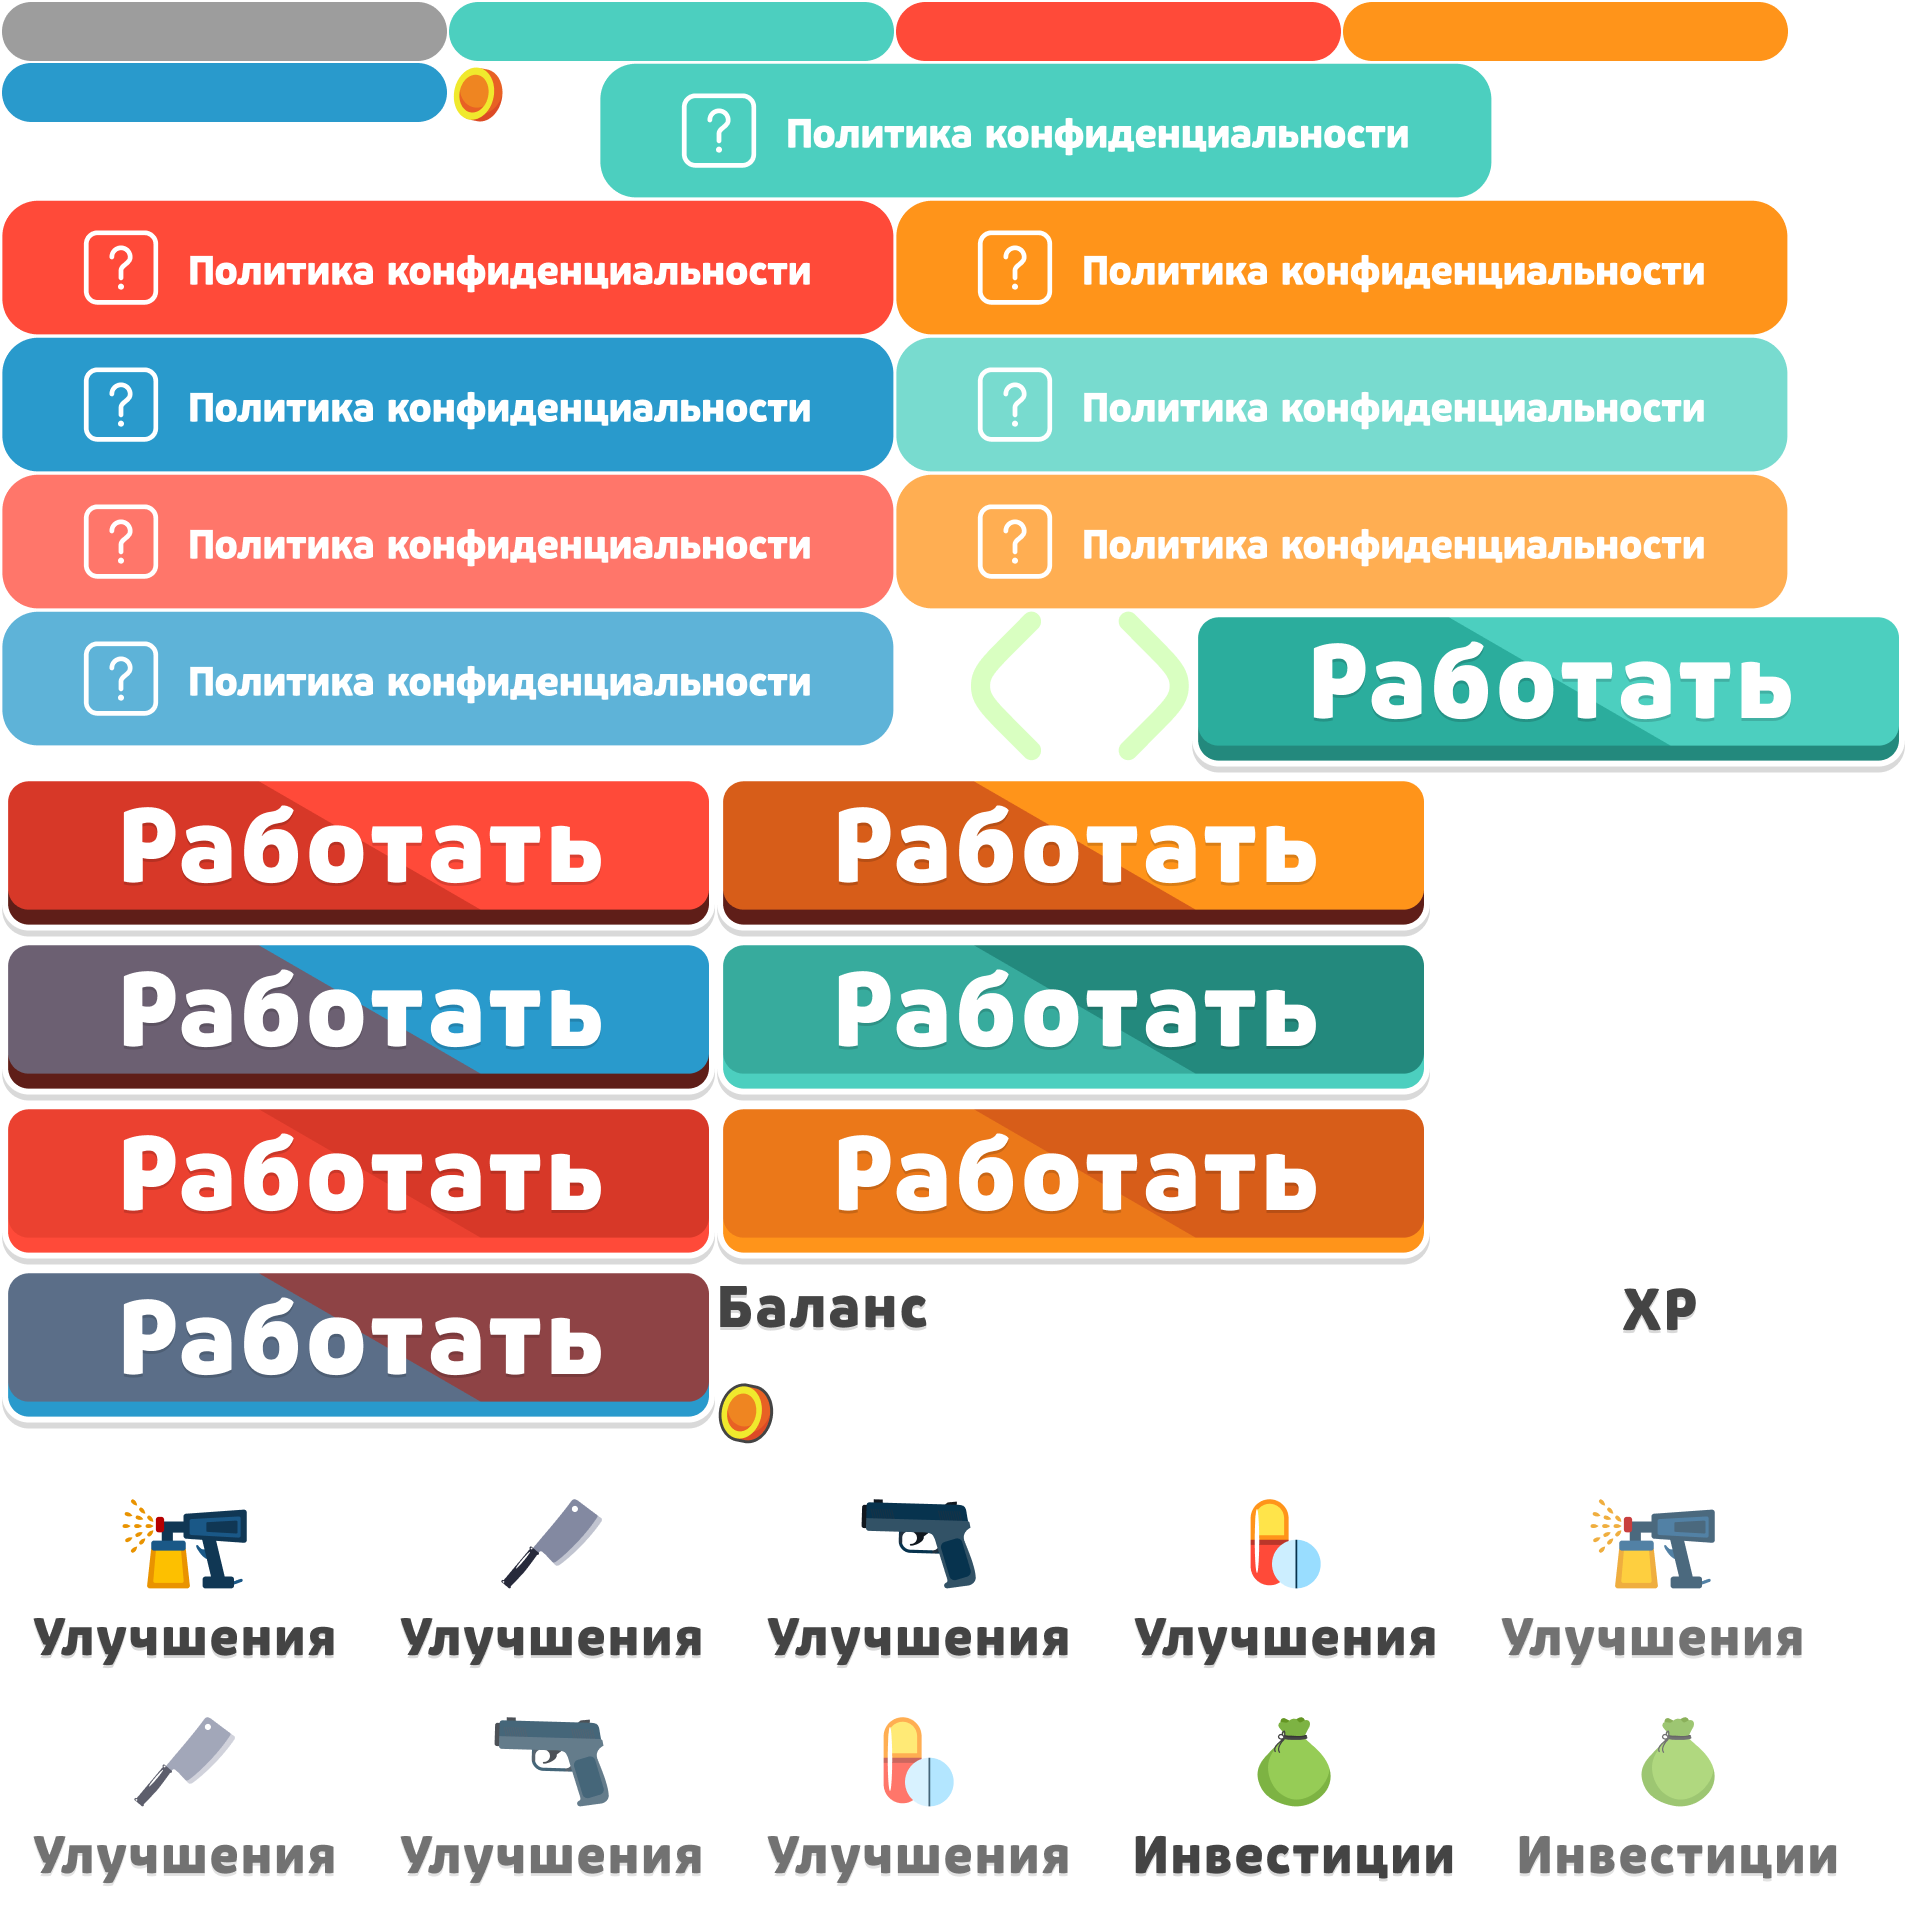 Политика конфиденциальности
Политика конфиденциальности
Политика конфиденциальности
Политика конфиденциальности
Политика конфиденциальности
Политика конфиденциальности
Политика конфиденциальности
Политика конфиденциальности
Работать
Работать
Работать
Работать
Работать
Работать
Работать
Работать
Баланс
XP
Улучшения
Улучшения
Улучшения
Улучшения
Улучшения
Улучшения
Улучшения
Улучшения
Инвестиции
Инвестиции